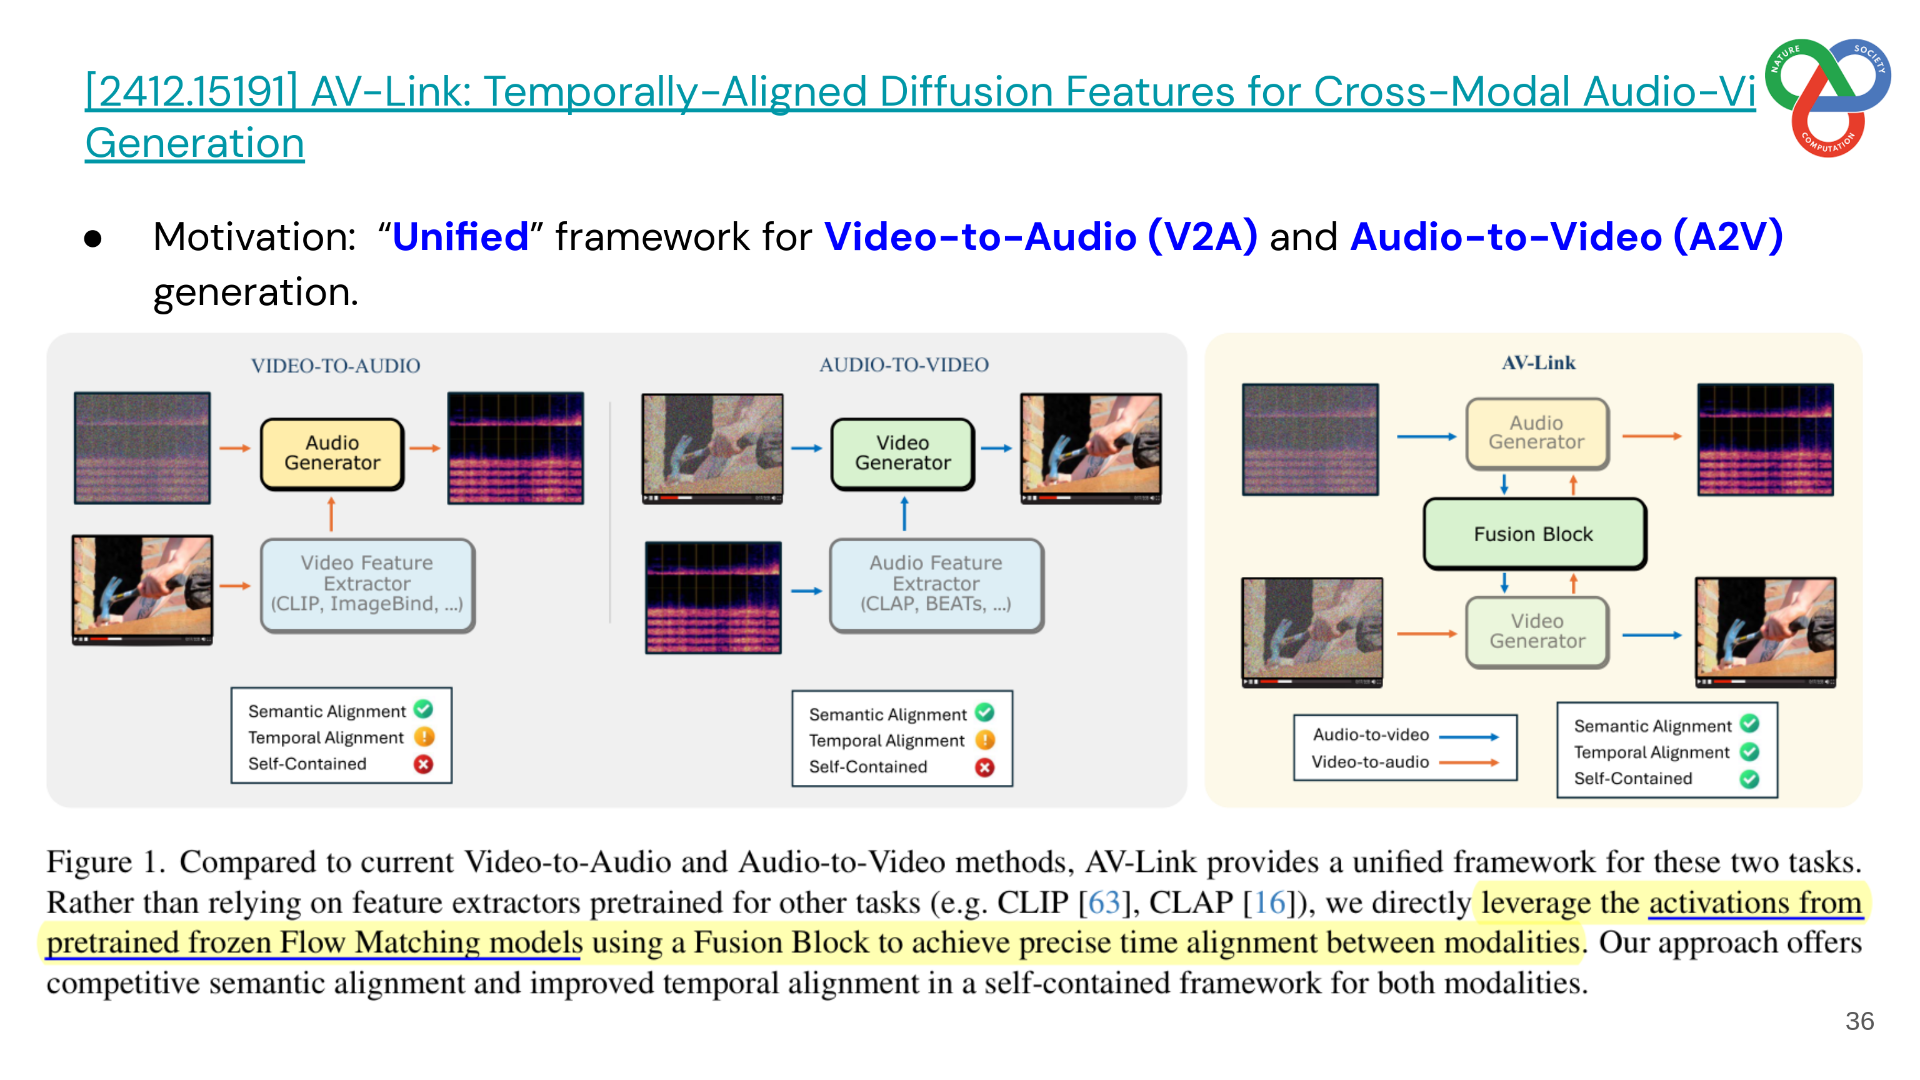 [2412.15191] AV-Link: Temporally-Aligned Diffusion Features for Cross-Modal Audio-Vi
Generation
NATURE
SOCIETY
COMPUTATION
● Motivation: “Unified” framework for Video-to-Audio (V2A) and Audio-to-Video (A2V)
generation.
VIDEO-TO-AUDIO
Audio
Generator
Video Feature
Extractor
(CLIP, ImageBind, ...)
Semantic Alignment
Temporal Alignment
Self-Contained
AUDIO-TO-VIDEO
Video
Generator
Audio Feature
Extractor
(CLAP, BEATs, ...)
Semantic Alignment
Temporal Alignment
Self-Contained
AV-Link
Audio
Generator
Fusion Block
Video
Generator
Audio-to-video
Video-to-audio
Semantic Alignment
Temporal Alignment
Self-Contained
Figure 1. Compared to current Video-to-Audio and Audio-to-Video methods, AV-Link provides a unified framework for these two tasks.
Rather than relying on feature extractors pretrained for other tasks (e.g. CLIP [63], CLAP [16]), we directly leverage the activations from
pretrained frozen Flow Matching models using a Fusion Block to achieve precise time alignment between modalities. Our approach offers
competitive semantic alignment and improved temporal alignment in a self-contained framework for both modalities.
36